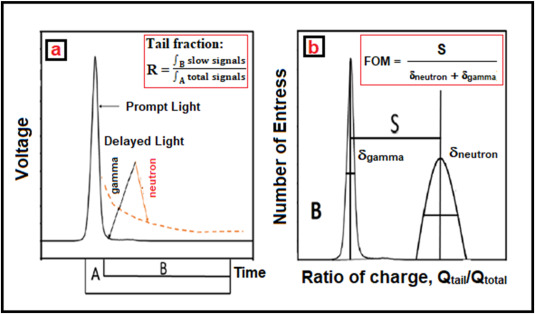 a
Tail fraction:
R = ∫B slow signals / ∫A total signals
Prompt Light
Delayed Light
gamma
neutron
Voltage
A
B
Time
b
FOM = S / δneutron + δgamma
S
δgamma
δneutron
B
Number of Entress
Ratio of charge, Qtail/Qtotal